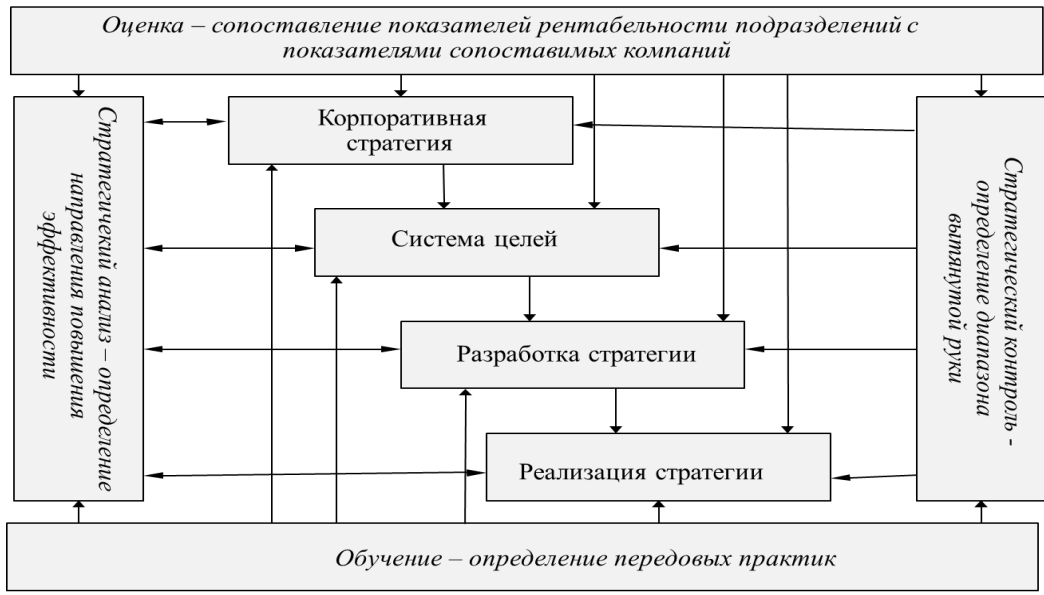 Оценка – сопоставление показателей рентабельности подразделений с
показателями сопоставимых компаний
Стратегичекий анализ – определение
направления повышения
эффективности
Корпоративная
стратегия
Система целей
Разработка стратегии
Реализация стратегии
Стратегический контроль -
определение диапазона
вытянутой руки
Обучение – определение передовых практик